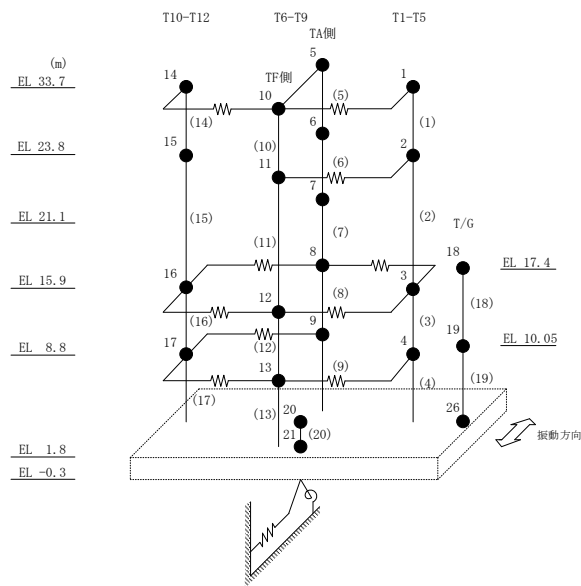 T10-T12 T6-T9 T1-T5
TA側
5
(m)
TF側
EL 33.7
14
10
1
(5)
(14)
(1)
6
(10)
EL 23.8
15
2
11
(6)
7
EL 21.1
(15)
(7)
(2)
T/G
(11)
8
18
EL 17.4
16
3
EL 15.9
12
(8)
(18)
(16)
9
(3)
19
EL 10.05
17
(12)
4
EL 8.8
13
(9)
(17)
(4)
(19)
(13)
20
26
21
(20)
振動方向
EL 1.8
EL -0.3